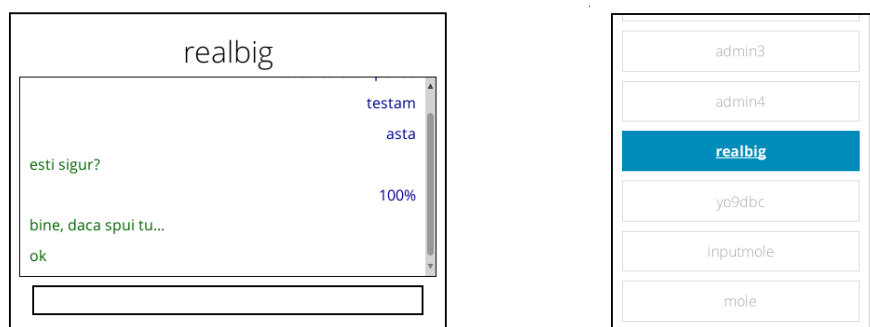 realbig
testam
asta
esti sigur?
100%
bine, daca spui tu...
ok
admin3
admin4
realbig
yo9dbc
inputmole
mole